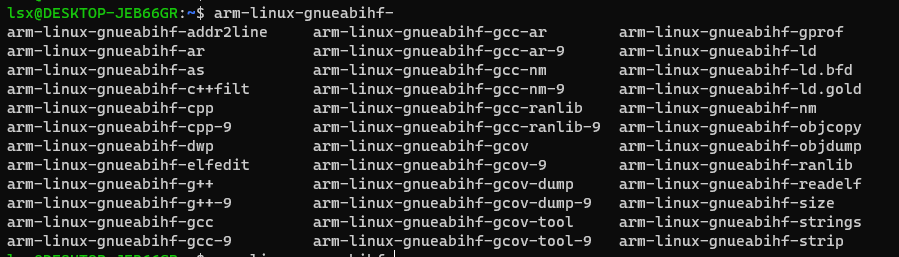 lsx@DESKTOP-JEB66GR:~$ arm-linux-gnueabihf-
arm-linux-gnueabihf-addr2line arm-linux-gnueabihf-gcc-ar arm-linux-gnueabihf-gprof
arm-linux-gnueabihf-ar arm-linux-gnueabihf-gcc-ar-9 arm-linux-gnueabihf-ld
arm-linux-gnueabihf-as arm-linux-gnueabihf-gcc-nm arm-linux-gnueabihf-ld.bfd
arm-linux-gnueabihf-c++filt arm-linux-gnueabihf-gcc-nm-9 arm-linux-gnueabihf-ld.gold
arm-linux-gnueabihf-cpp arm-linux-gnueabihf-gcc-ranlib arm-linux-gnueabihf-nm
arm-linux-gnueabihf-cpp-9 arm-linux-gnueabihf-gcc-ranlib-9 arm-linux-gnueabihf-objcopy
arm-linux-gnueabihf-dwp arm-linux-gnueabihf-gcov arm-linux-gnueabihf-objdump
arm-linux-gnueabihf-elfedit arm-linux-gnueabihf-gcov-9 arm-linux-gnueabihf-ranlib
arm-linux-gnueabihf-g++ arm-linux-gnueabihf-gcov-dump arm-linux-gnueabihf-readelf
arm-linux-gnueabihf-g++-9 arm-linux-gnueabihf-gcov-dump-9 arm-linux-gnueabihf-size
arm-linux-gnueabihf-gcc arm-linux-gnueabihf-gcov-tool arm-linux-gnueabihf-strings
arm-linux-gnueabihf-gcc-9 arm-linux-gnueabihf-gcov-tool-9 arm-linux-gnueabihf-strip